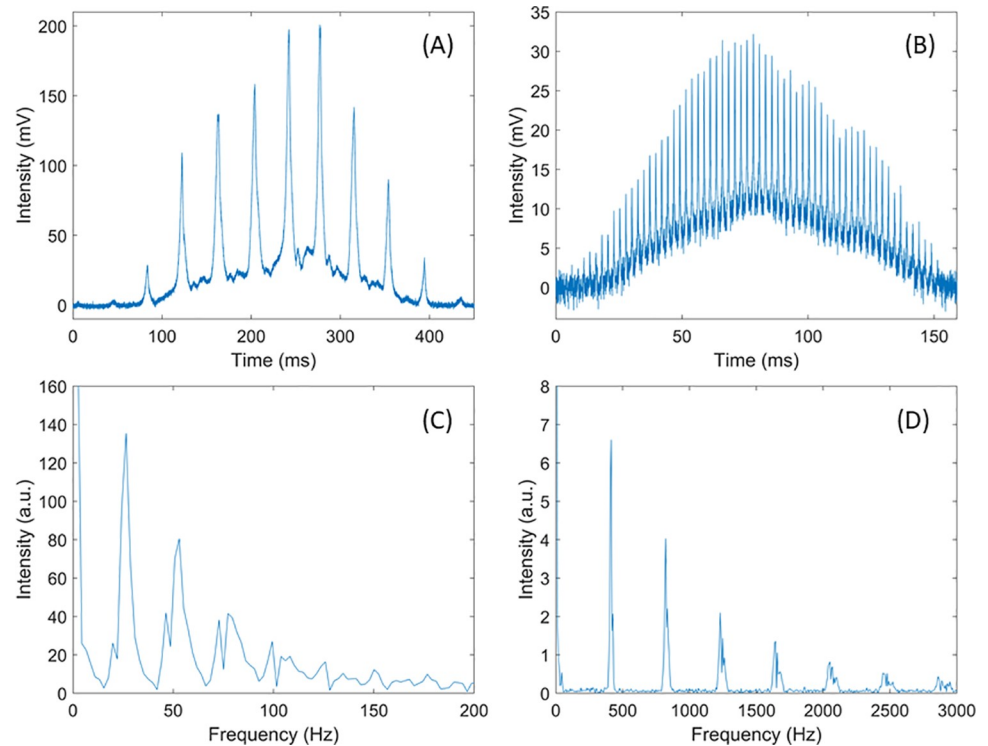 (A)
Intensity (mV)
200
150
100
50
0
0 100 200 300 400
Time (ms)
(B)
Intensity (mV)
35
30
25
20
15
10
5
0
0 50 100 150
Time (ms)
(C)
Intensity (a.u.)
160
140
120
100
80
60
40
20
0
0 50 100 150 200
Frequency (Hz)
(D)
Intensity (a.u.)
8
7
6
5
4
3
2
1
0
0 500 1000 1500 2000 2500 3000
Frequency (Hz)